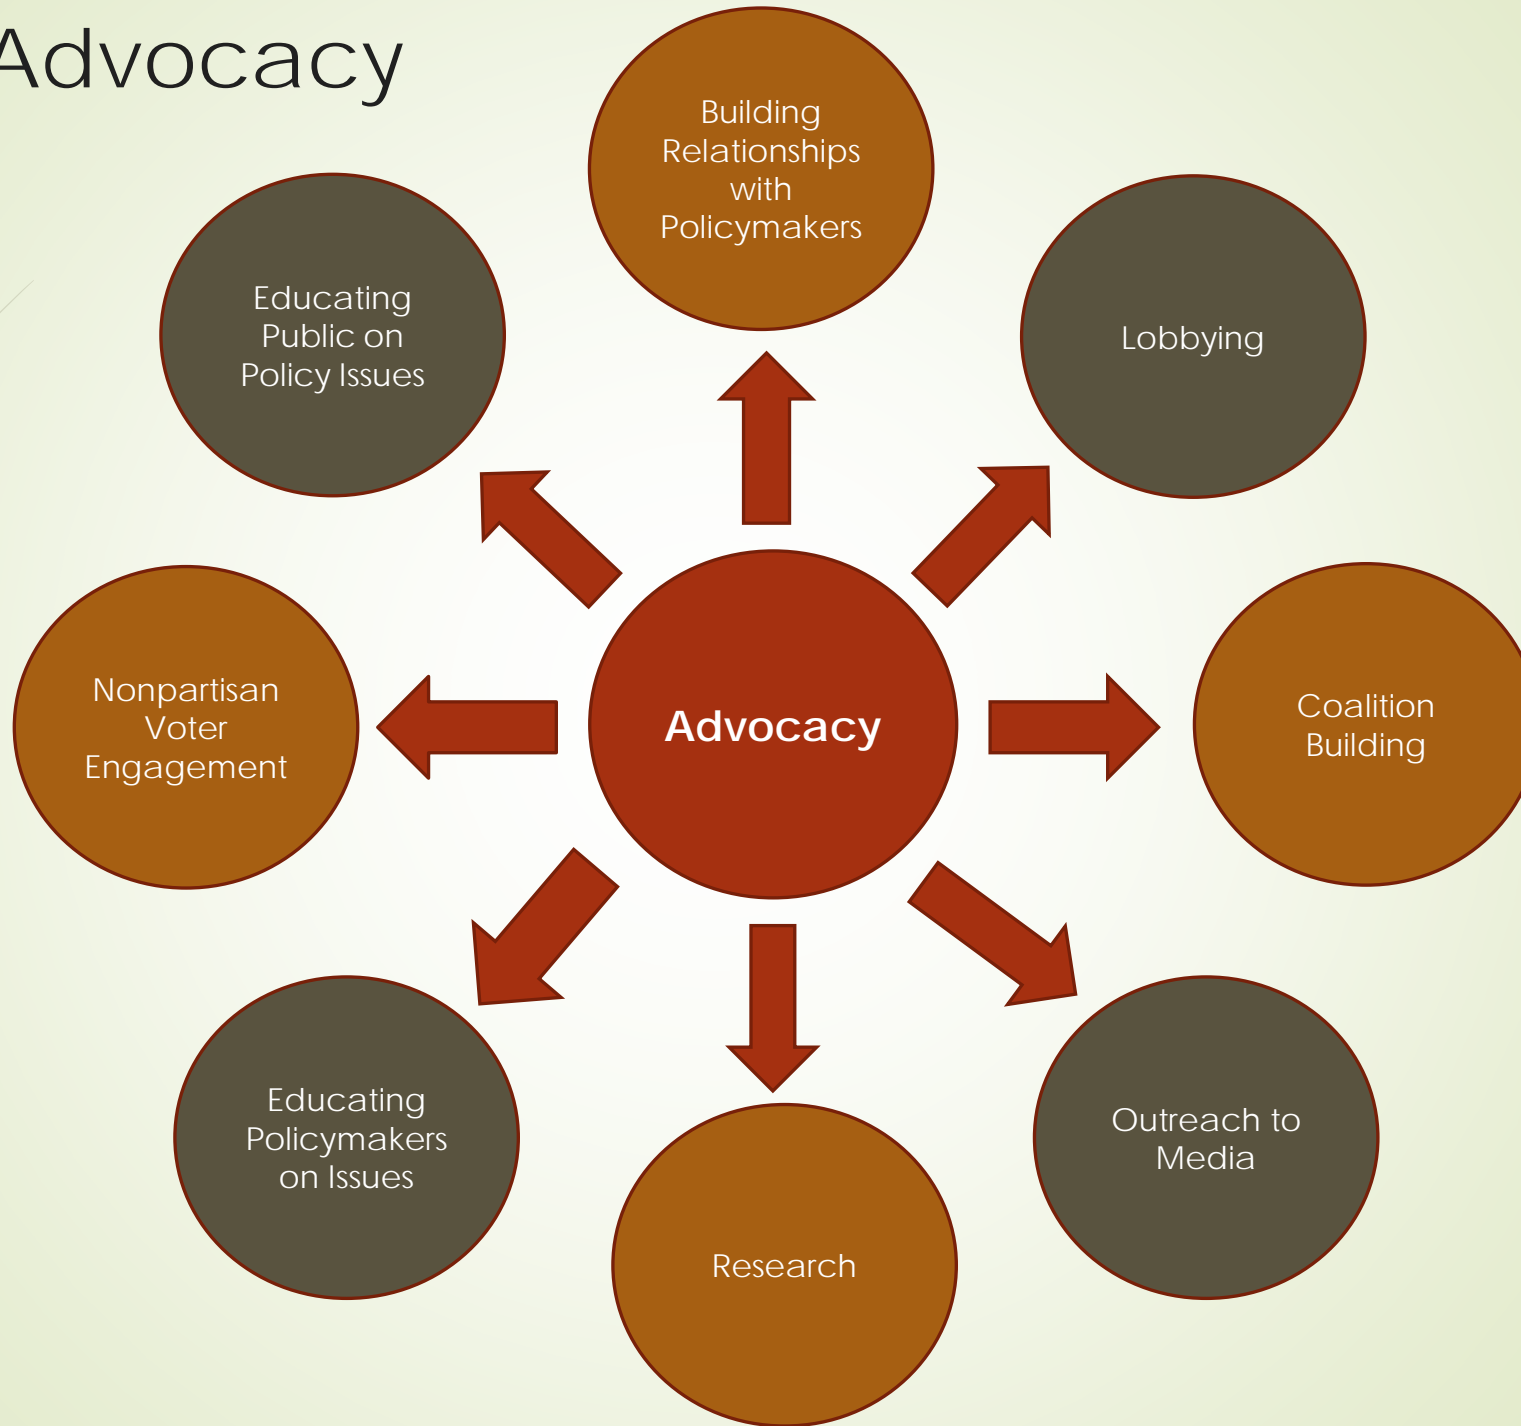 Advocacy
Building
Relationships
with
Policymakers
Lobbying
Coalition
Building
Outreach to
Media
Research
Educating
Policymakers
on Issues
Nonpartisan
Voter
Engagement
Educating
Public on
Policy Issues
Advocacy